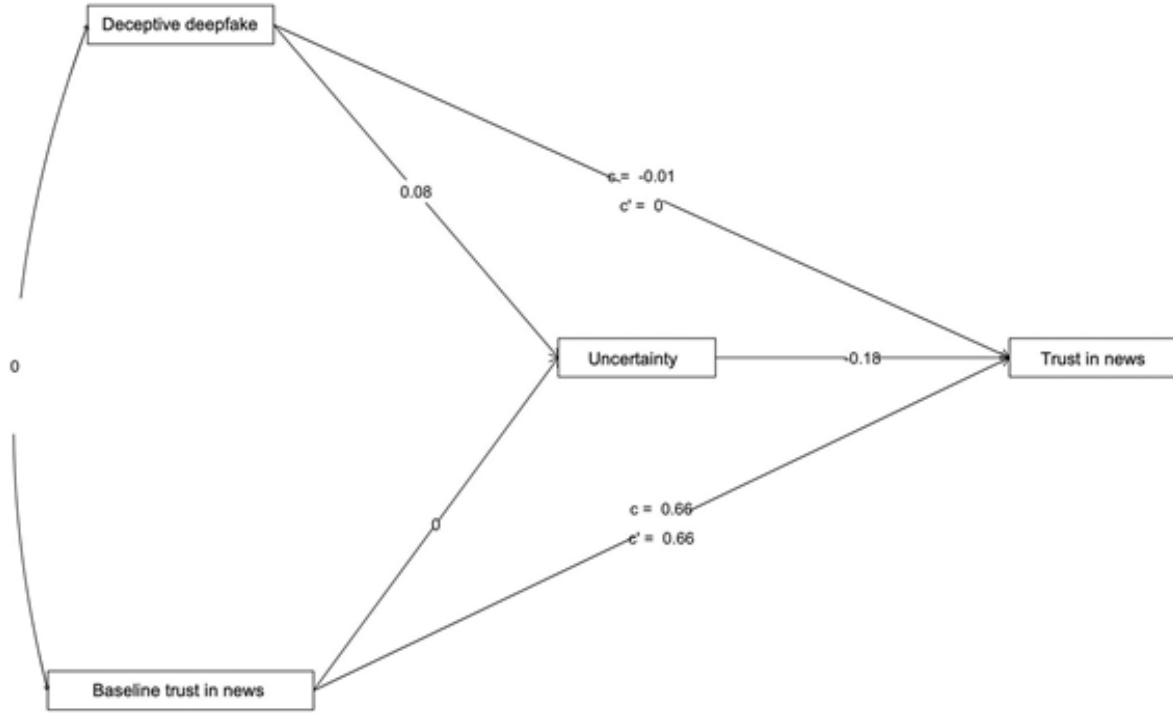 Deceptive deepfake
c = -0.01
0.08
c' = 0
Uncertainty
-0.18
Trust in news
0
c = 0.66
0
c' = 0.66
Baseline trust in news